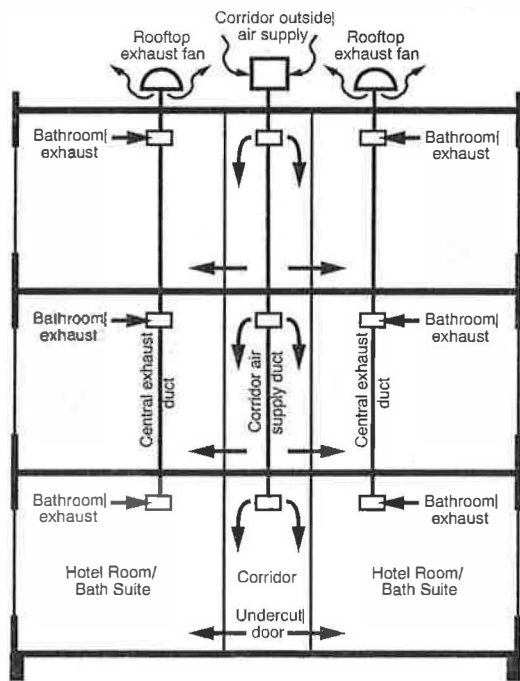 Rooftop
exhaust fan
Corridor outside
air supply
Rooftop
exhaust fan
Bathroom
exhaust
Bathroom
exhaust
Bathroom
exhaust
Central exhaust
duct
Corridor air
supply duct
Central exhaust
duct
Bathroom
exhaust
Bathroom
exhaust
Bathroom
exhaust
Hotel Room/
Bath Suite
Corridor
Hotel Room/
Bath Suite
Undercut
door